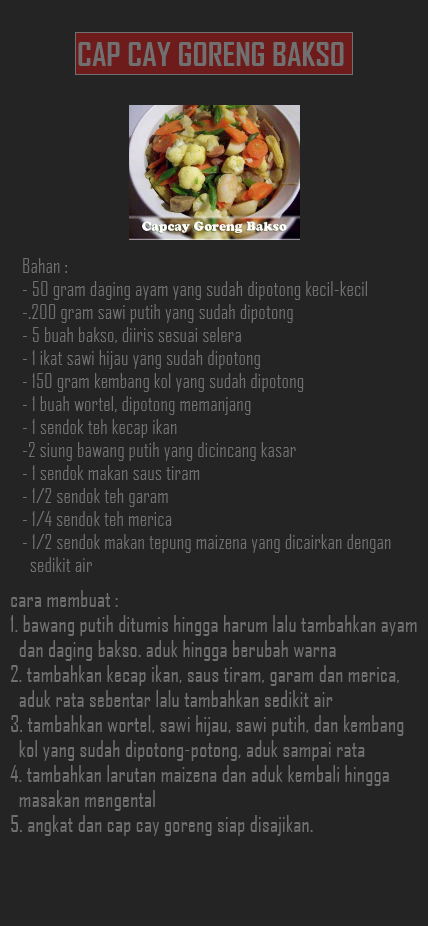 CAP CAY GORENG BAKSO
Capcay Goreng Bakso
Bahan :
- 50 gram daging ayam yang sudah dipotong kecil-kecil
-.200 gram sawi putih yang sudah dipotong
- 5 buah bakso, diiris sesuai selera
- 1 ikat sawi hijau yang sudah dipotong
- 150 gram kembang kol yang sudah dipotong
- 1 buah wortel, dipotong memanjang
- 1 sendok teh kecap ikan
-2 siung bawang putih yang dicincang kasar
- 1 sendok makan saus tiram
- 1/2 sendok teh garam
- 1/4 sendok teh merica
- 1/2 sendok makan tepung maizena yang dicairkan dengan
sedikit air
cara membuat :
1. bawang putih ditumis hingga harum lalu tambahkan ayam
dan daging bakso. aduk hingga berubah warna
2. tambahkan kecap ikan, saus tiram, garam dan merica,
aduk rata sebentar lalu tambahkan sedikit air
3. tambahkan wortel, sawi hijau, sawi putih, dan kembang
kol yang sudah dipotong-potong, aduk sampai rata
4. tambahkan larutan maizena dan aduk kembali hingga
masakan mengental
5. angkat dan cap cay goreng siap disajikan.